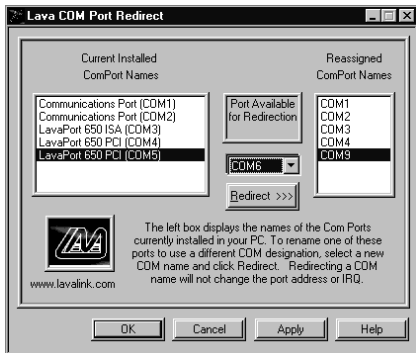 Lava COM Port Redirect
Current Installed
ComPort Names
Communications Port (COM1)
Communications Port (COM2)
LavaPort 650 ISA (COM3)
LavaPort 650 PCI (COM4)
LavaPort 650 PCI (COM5)
Port Available
for Redirection
COM6
Redirect >>>
Reassigned
ComPort Names
COM1
COM2
COM3
COM4
COM9
LAVA
www.lavalink.com
The left box displays the names of the Com Ports
currently installed in your PC. To rename one of these
ports to use a different COM designation, select a new
COM name and click Redirect. Redirecting a COM
name will not change the port address or IRQ.
OK
Cancel
Apply
Help